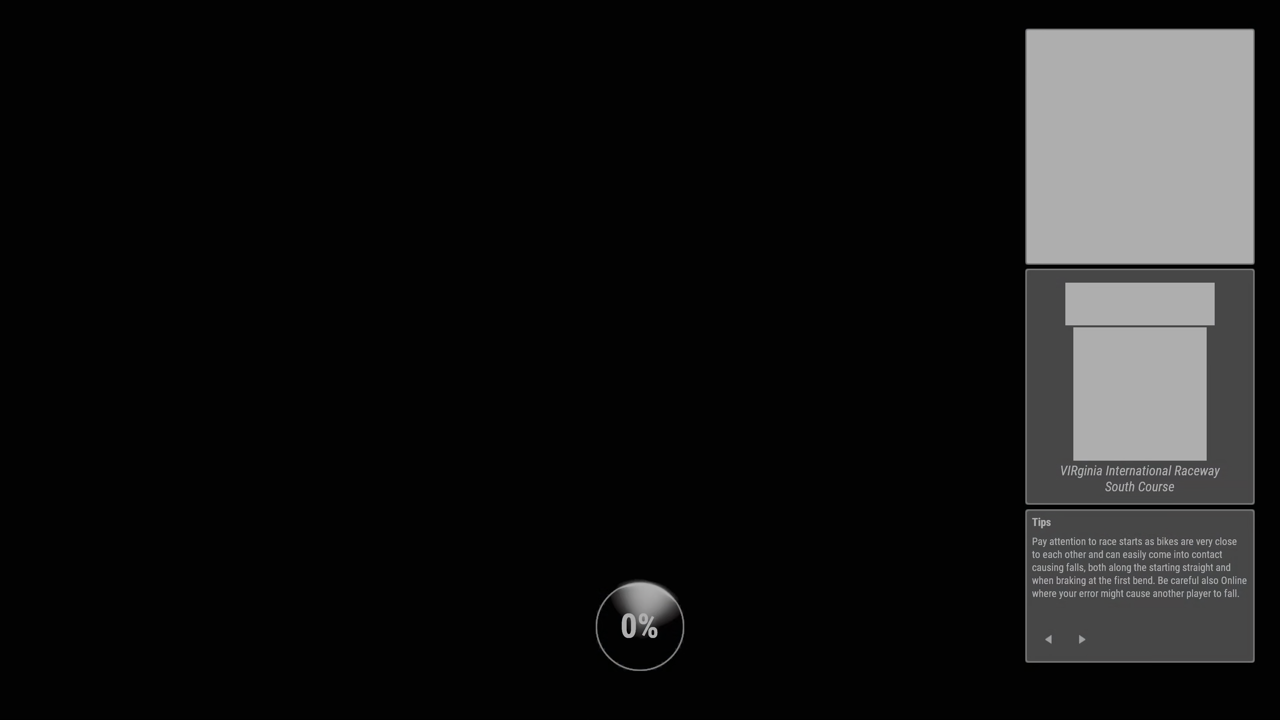 VIRginia International Raceway
South Course
Tips
Pay attention to race starts as bikes are very close
to each other and can easily come into contact
causing falls, both along the starting straight and
when braking at the first bend. Be careful also Online
where your error might cause another player to fall.
0%